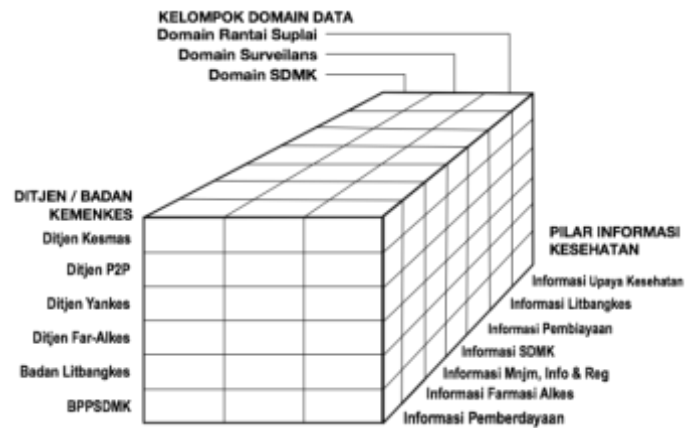 KELOMPOK DOMAIN DATA
Domain Rantai Suplai
Domain Surveilans
Domain SDMK
DITJEN / BADAN
KEMENKES
Ditjen Kesmas
Ditjen P2P
Ditjen Yankes
Ditjen Far-Alkes
Badan Litbangkes
BPPSDMK
PILAR INFORMASI
KESEHATAN
Informasi Upaya Kesehatan
Informasi Litbangkes
Informasi Pembiayaan
Informasi SDMK
Informasi Mnjm, Info & Reg
Informasi Farmasi Alkes
Informasi Pemberdayaan